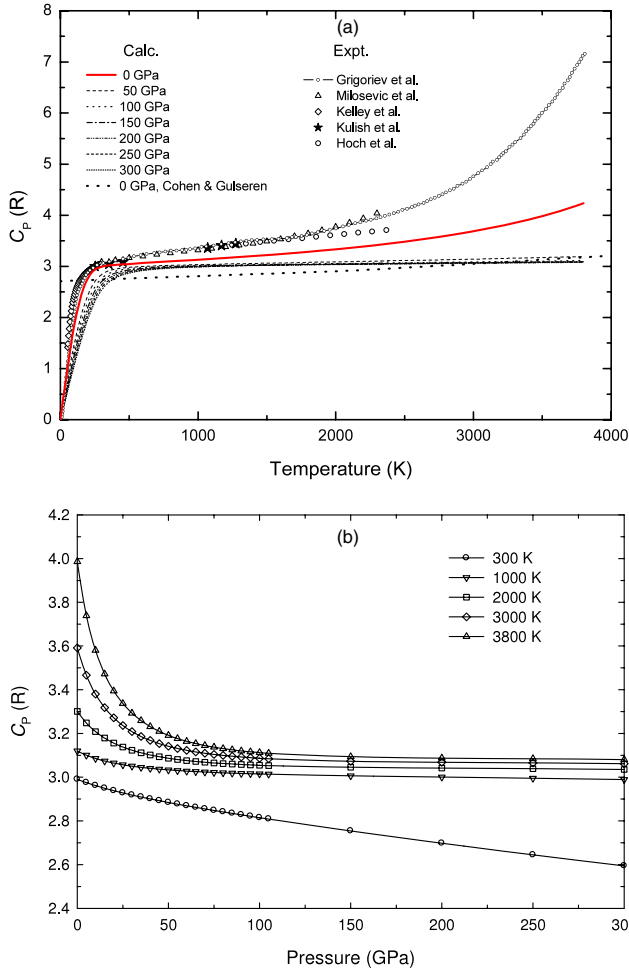 (a)
Calc.
0 GPa
50 GPa
100 GPa
150 GPa
200 GPa
250 GPa
300 GPa
0 GPa, Cohen & Gulseren
Expt.
Grigoriev et al.
Milosevic et al.
Kelley et al.
Kulish et al.
Hoch et al.
8
7
6
5
4
3
2
1
0
C_P (R)
0 1000 2000 3000 4000
Temperature (K)
(b)
300 K
1000 K
2000 K
3000 K
3800 K
4.2
4.0
3.8
3.6
3.4
3.2
3.0
2.8
2.6
2.4
C_P (R)
0 50 100 150 200 250 300
Pressure (GPa)